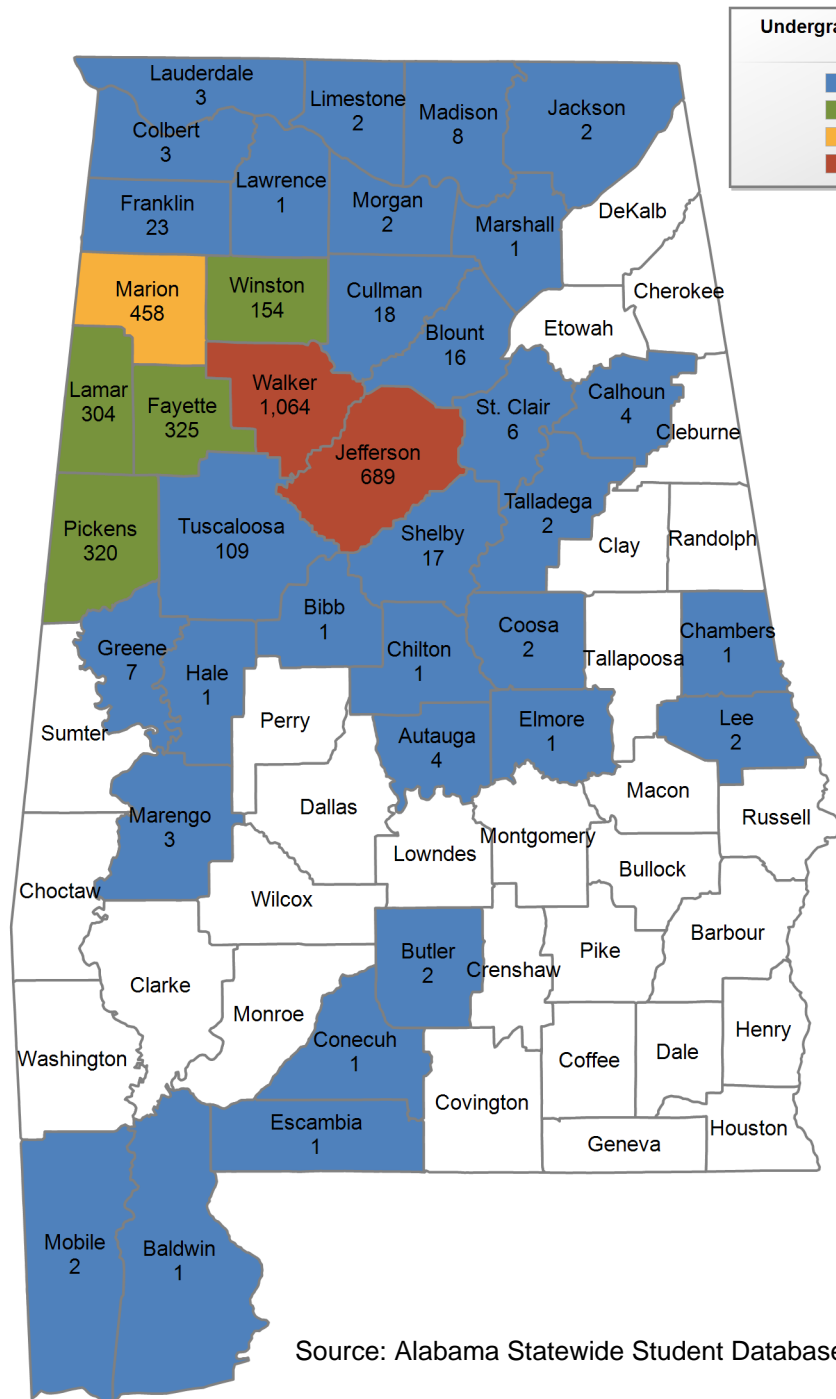 Undergra
Lauderdale
3
Limestone
2
Madison
8
Jackson
2
Colbert
3
Lawrence
1
Franklin
23
Morgan
2
Marshall
1
DeKalb
Marion
458
Winston
154
Cullman
18
Cherokee
Blount
16
Etowah
Lamar
304
Fayette
325
Walker
1,064
St. Clair
6
Calhoun
4
Cleburne
Jefferson
689
Pickens
320
Tuscaloosa
109
Shelby
17
Talladega
2
Clay
Randolph
Bibb
1
Greene
7
Hale
1
Chilton
1
Coosa
2
Tallapoosa
Chambers
1
Sumter
Perry
Autauga
4
Elmore
1
Lee
2
Marengo
3
Dallas
Macon
Russell
Lowndes
Montgomery
Bullock
Choctaw
Wilcox
Barbour
Butler
2
Crenshaw
Pike
Clarke
Monroe
Conecuh
1
Henry
Washington
Coffee
Dale
Covington
Escambia
1
Geneva
Houston
Mobile
2
Baldwin
1
Source: Alabama Statewide Student Database